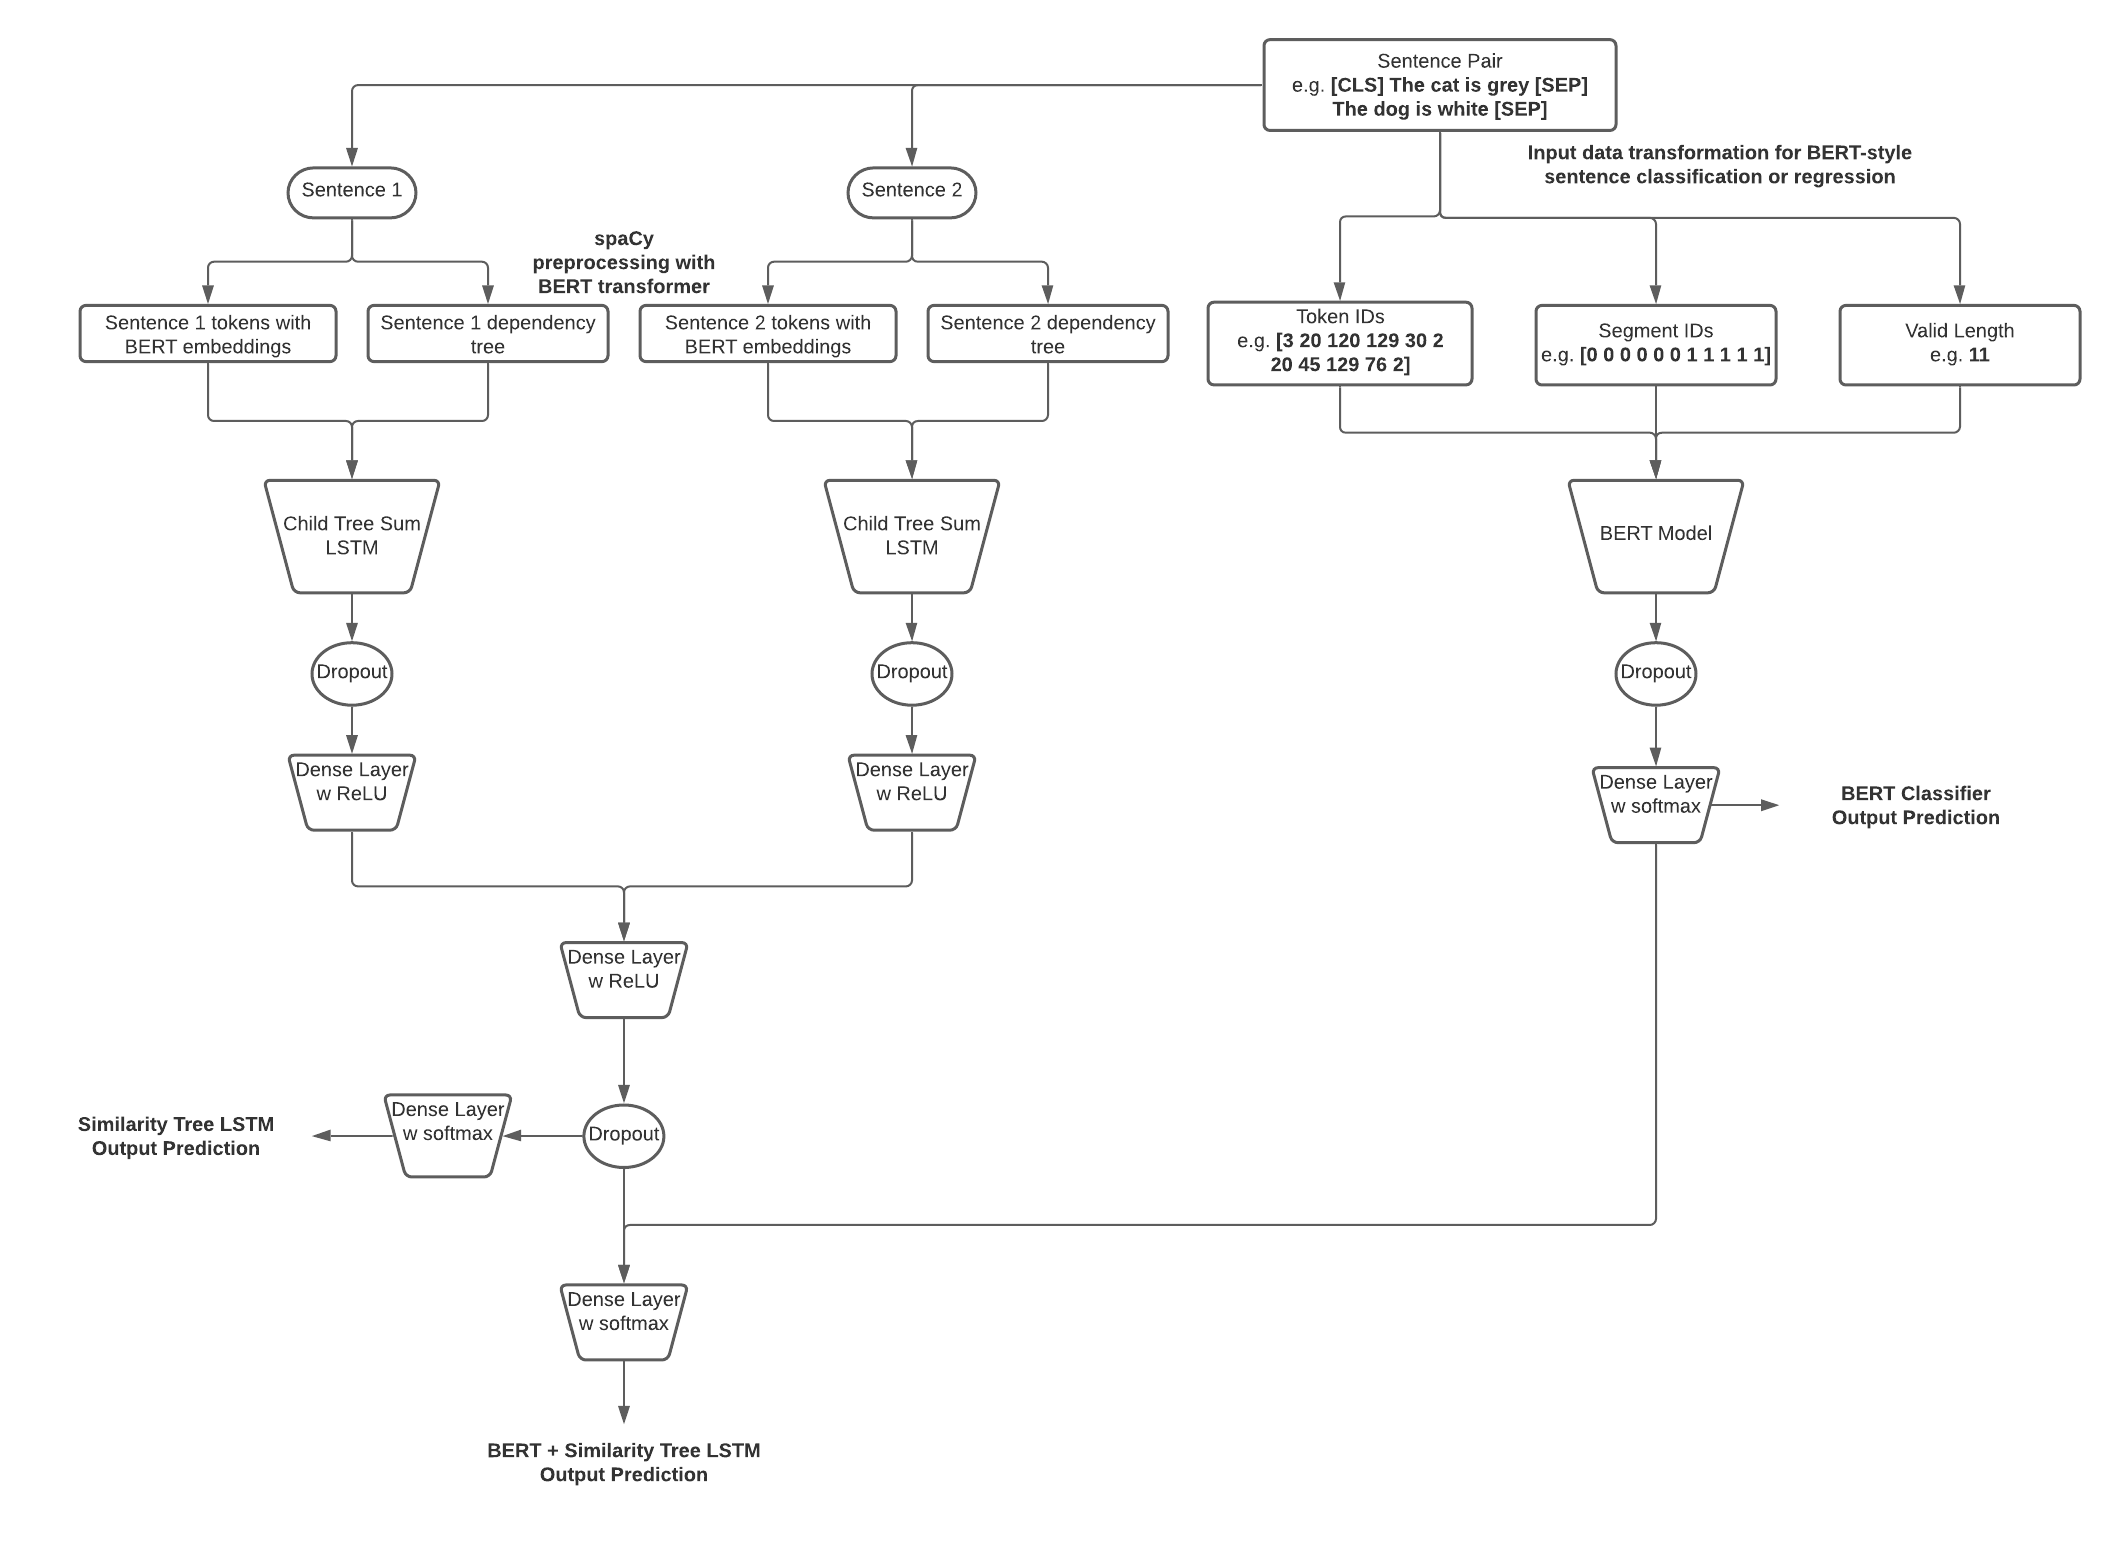 Sentence Pair
e.g. [CLS] The cat is grey [SEP]
The dog is white [SEP]
Input data transformation for BERT-style
sentence classification or regression
Sentence 1
Sentence 2
spaCy
preprocessing with
BERT transformer
Sentence 1 tokens with
BERT embeddings
Sentence 1 dependency
tree
Sentence 2 tokens with
BERT embeddings
Sentence 2 dependency
tree
Token IDs
e.g. [3 20 120 129 30 2
20 45 129 76 2]
Segment IDs
e.g. [0 0 0 0 0 0 1 1 1 1 1]
Valid Length
e.g. 11
Child Tree Sum
LSTM
Child Tree Sum
LSTM
BERT Model
Dropout
Dropout
Dropout
Dense Layer
w ReLU
Dense Layer
w ReLU
Dense Layer
w softmax
BERT Classifier
Output Prediction
Dense Layer
w ReLU
Similarity Tree LSTM
Output Prediction
Dense Layer
w softmax
Dropout
Dense Layer
w softmax
BERT + Similarity Tree LSTM
Output Prediction